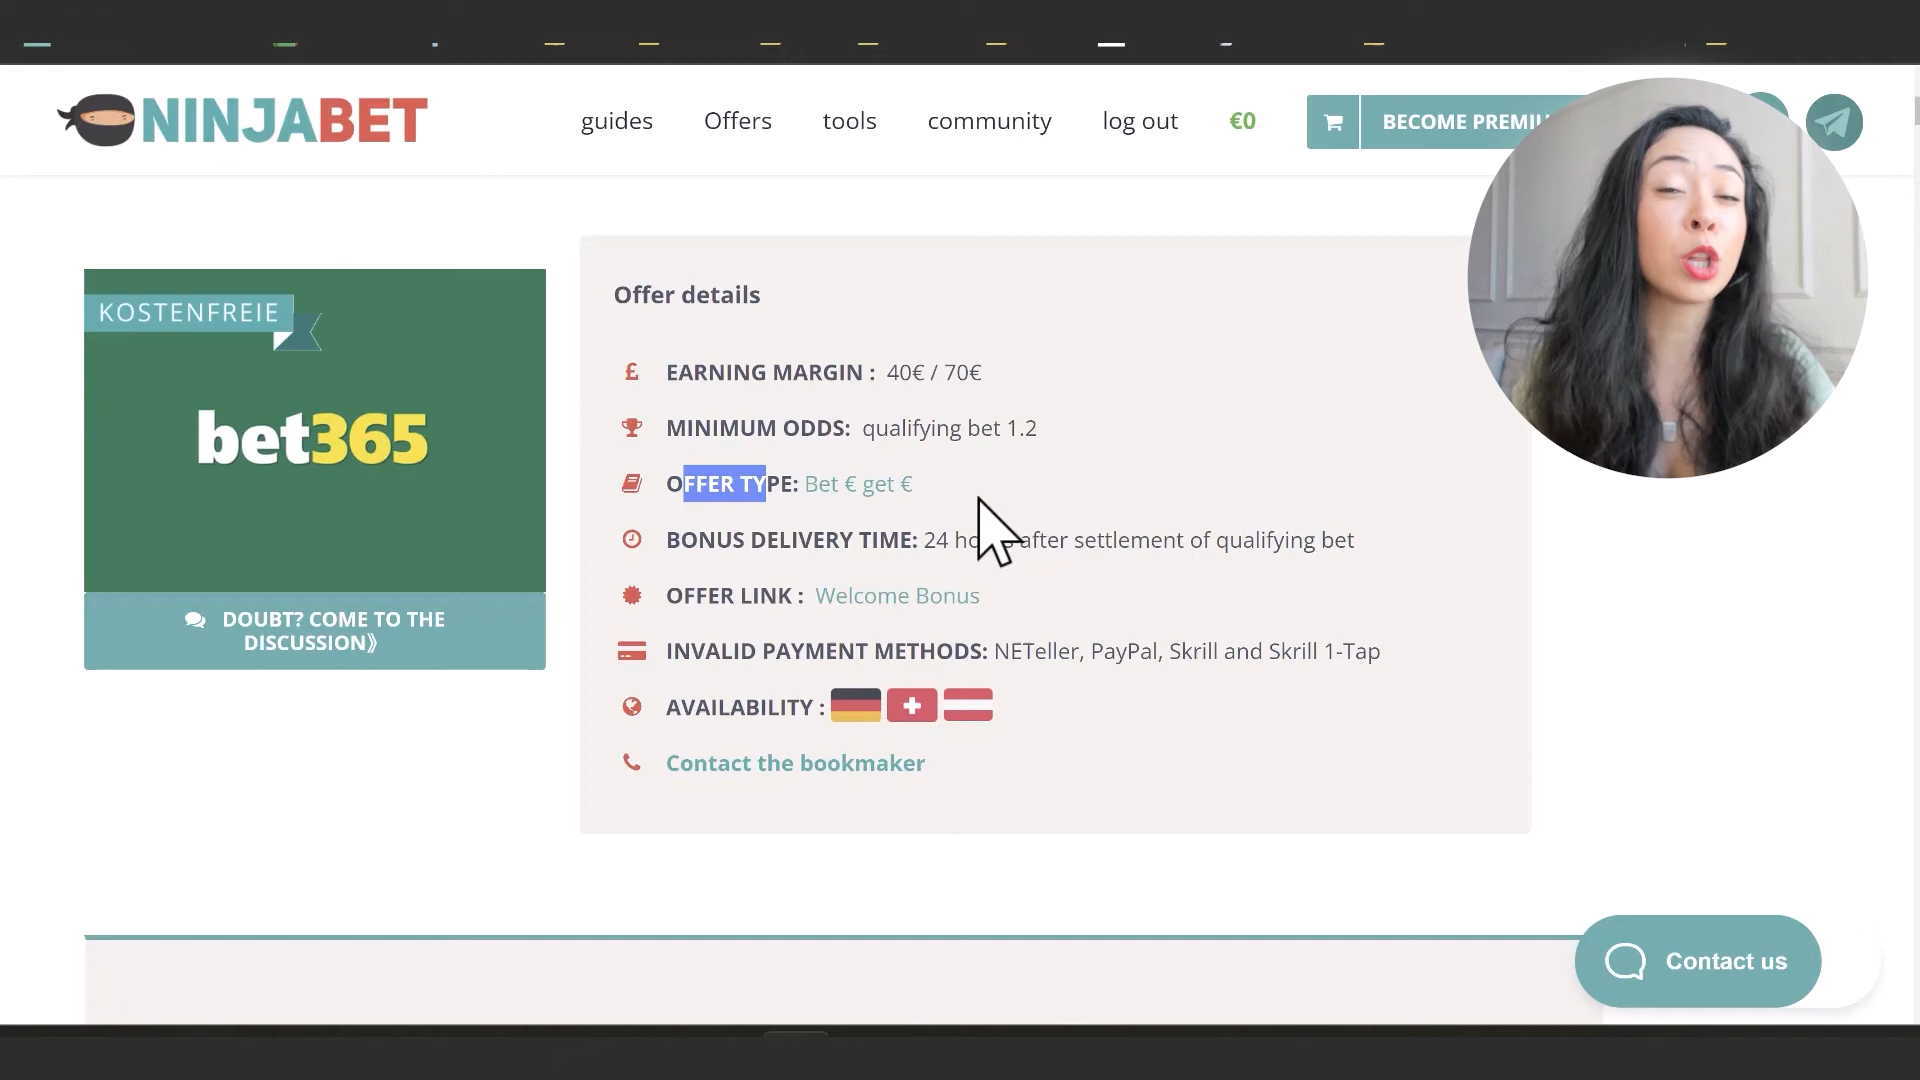 NINJABET
guides
Offers
tools
community
log out
€0
BECOME PREMIU
KOSTENFREIE
bet365
DOUBT? COME TO THE
DISCUSSION》
Offer details
EARNING MARGIN : 40€ / 70€
MINIMUM ODDS: qualifying bet 1.2
OFFER TYPE: Bet € get €
BONUS DELIVERY TIME: 24 ho after settlement of qualifying bet
OFFER LINK : Welcome Bonus
INVALID PAYMENT METHODS: NETeller, PayPal, Skrill and Skrill 1-Tap
AVAILABILITY :
Contact the bookmaker
Contact us